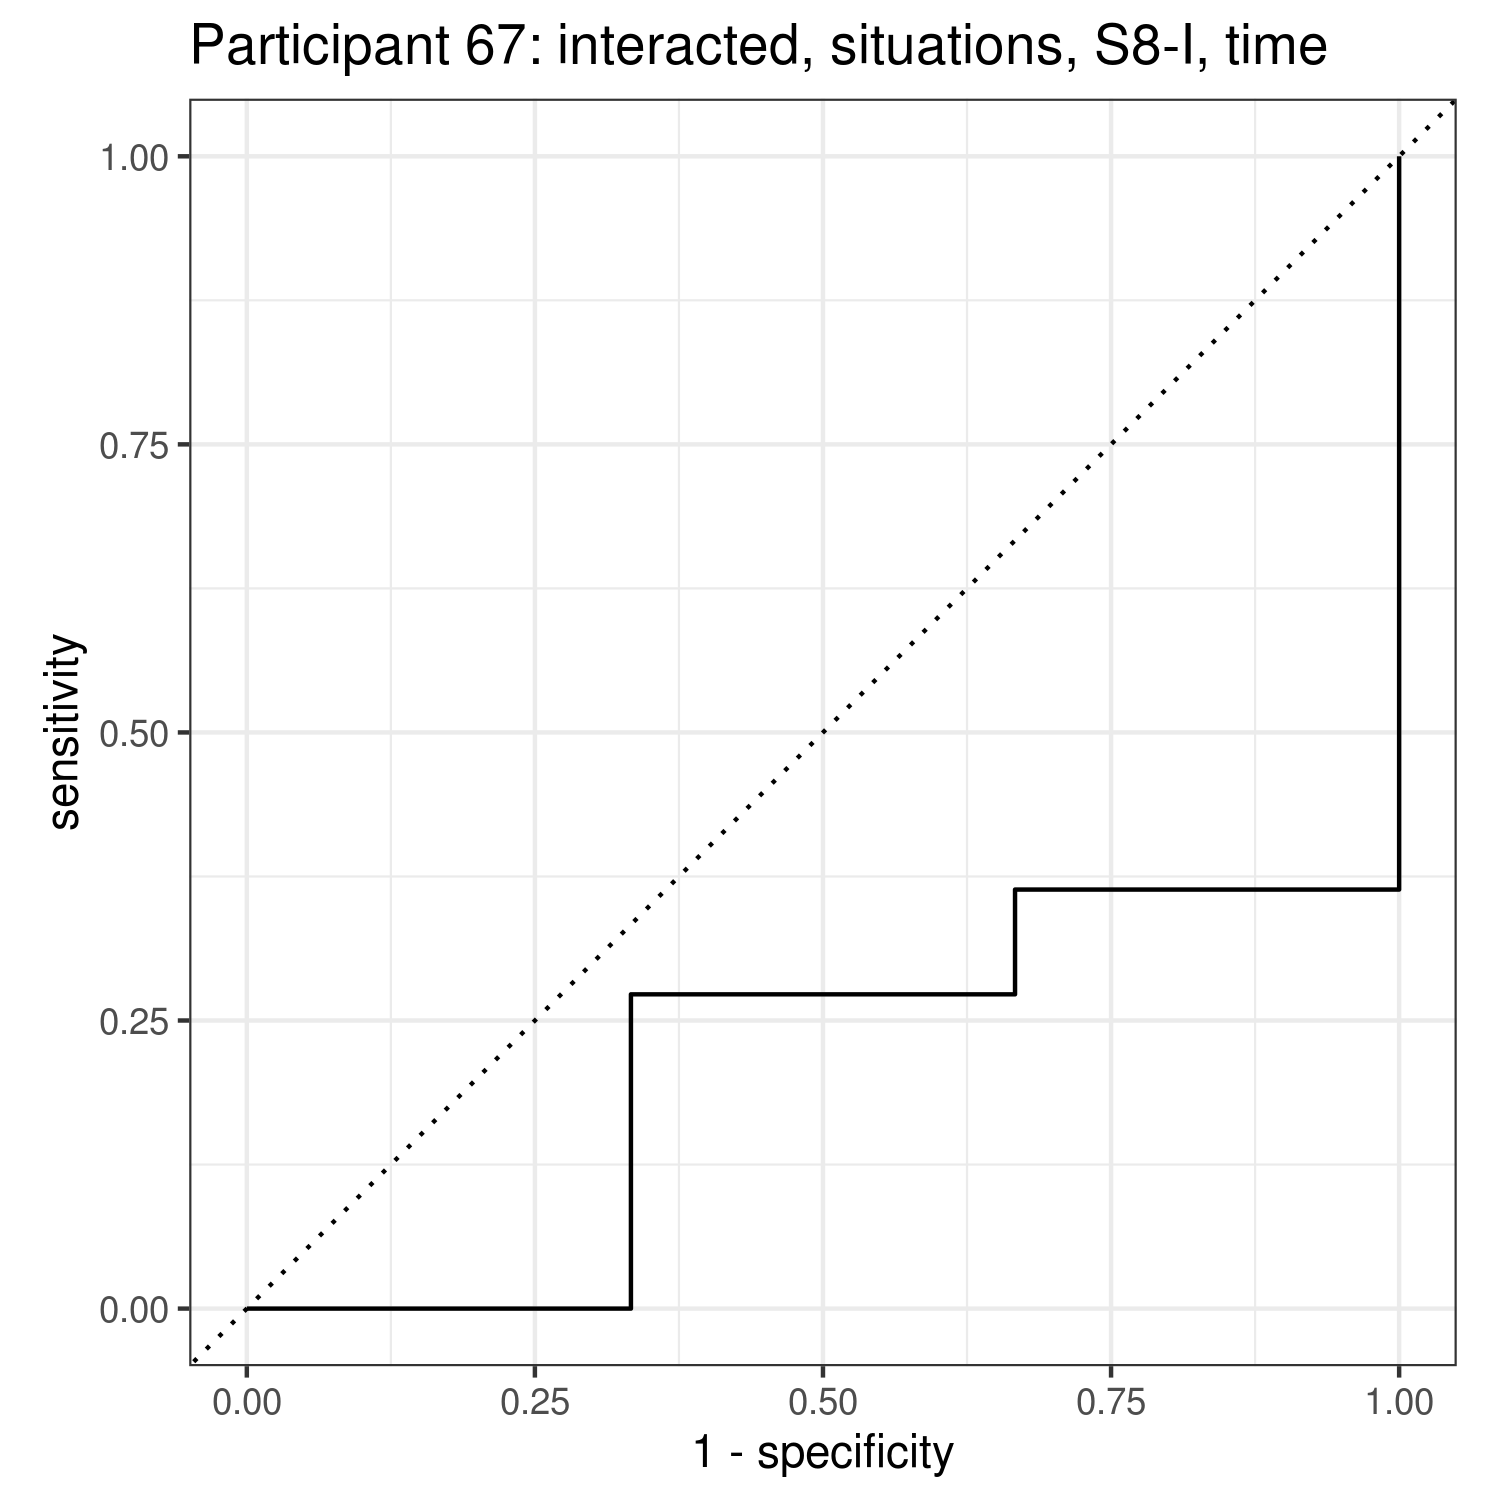 Participant 67: interacted, situations, S8-I, time
1.00
0.75
0.50
0.25
0.00
sensitivity
0.00 0.25 0.50 0.75 1.00
1 - specificity